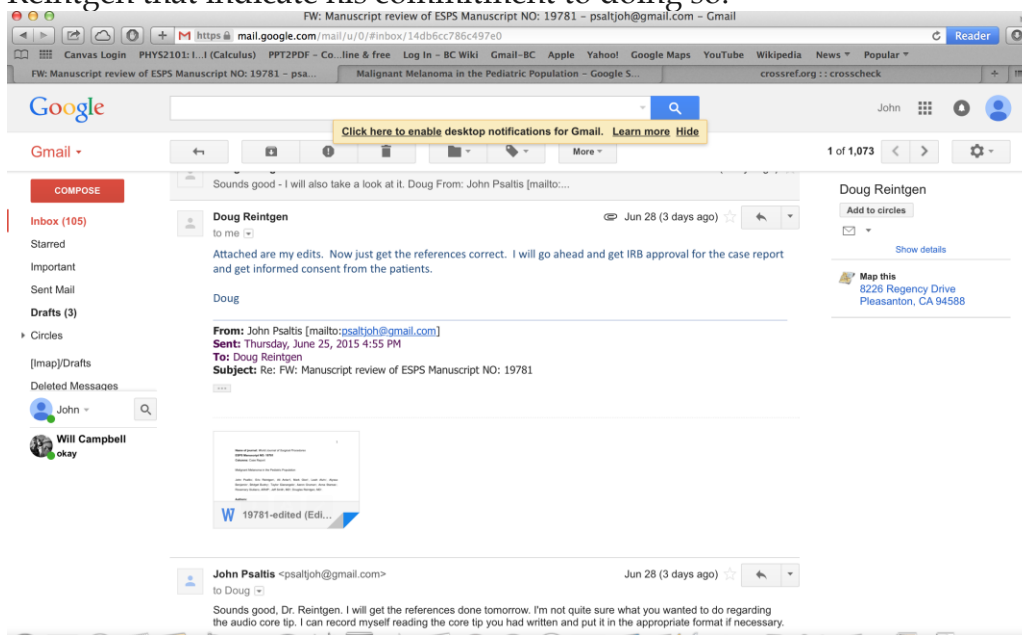 Reintgen that indicate his commitment to doing so.
FW: Manuscript review of ESPS Manuscript NO: 19781 – psaltjoh@gmail.com – Gmail
https mail.google.com/mail/u/0/#inbox/14db6cc786c497e0
Reader
Canvas Login PHYS2101: I...I (Calculus) PPT2PDF – Co...line & free Log In – BC Wiki Gmail–BC Apple Yahoo! Google Maps YouTube Wikipedia News Popular
FW: Manuscript review of ESPS Manuscript NO: 19781 – psa... Malignant Melanoma in the Pediatric Population – Google S... crossref.org :: crosscheck
Google
John
Click here to enable desktop notifications for Gmail. Learn more Hide
Gmail
More
1 of 1,073
COMPOSE
Inbox (105)
Starred
Important
Sent Mail
Drafts (3)
Circles
[Imap]/Drafts
Deleted Messages
John
Will Campbell
okay
Sounds good - I will also take a look at it. Doug From: John Psaltis [mailto:...
Doug Reintgen
Jun 28 (3 days ago)
to me
Attached are my edits. Now just get the references correct. I will go ahead and get IRB approval for the case report
and get informed consent from the patients.
Doug
From: John Psaltis [mailto:psaltjoh@gmail.com]
Sent: Thursday, June 25, 2015 4:55 PM
To: Doug Reintgen
Subject: Re: FW: Manuscript review of ESPS Manuscript NO: 19781
Malignant Melanoma in the Pediatric Population
W 19781-edited (Edi...
John Psaltis <psaltjoh@gmail.com>
Jun 28 (3 days ago)
to Doug
Sounds good, Dr. Reintgen. I will get the references done tomorrow. I'm not quite sure what you wanted to do regarding
the audio core tip. I can record myself reading the core tip you had written and put it in the appropriate format if necessary.
Doug Reintgen
Add to circles
Show details
Map this
8226 Regency Drive
Pleasanton, CA 94588